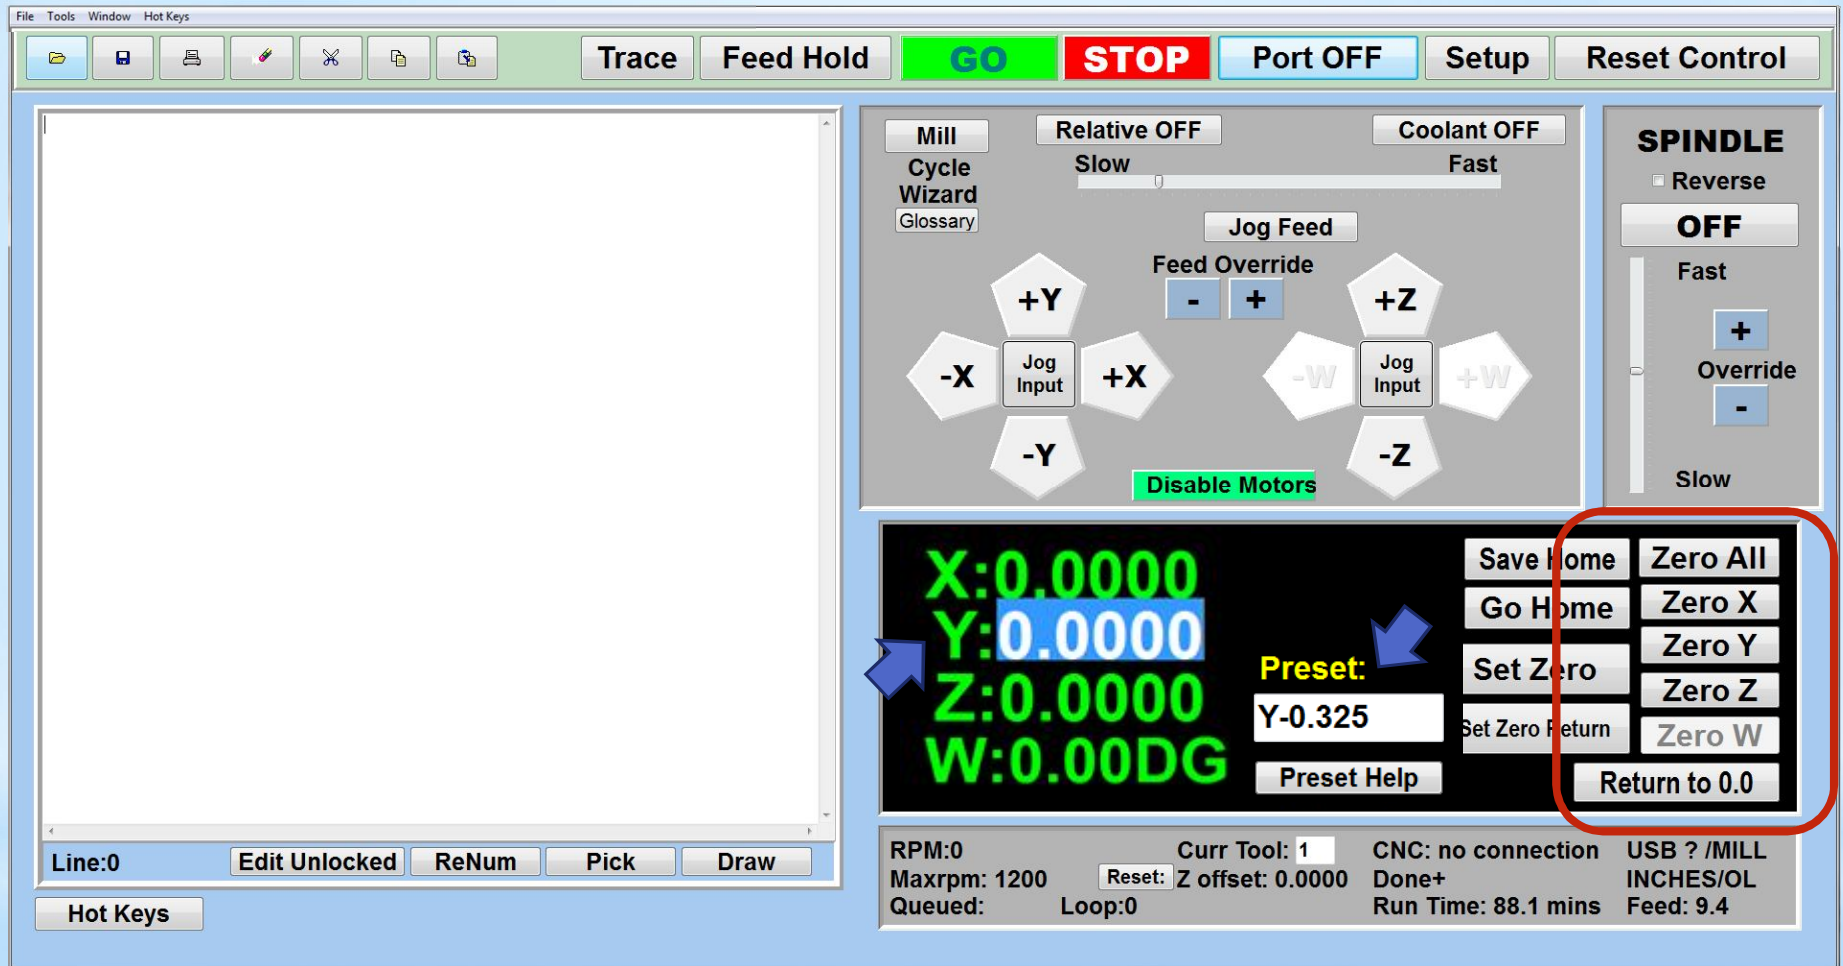 File Tools Window Hot Keys
Trace Feed Hold GO STOP Port OFF Setup Reset Control
Mill
Cycle
Wizard
Glossary
Relative OFF
Coolant OFF
Slow Fast
Jog Feed
Feed Override
- +
+Y
-X
Jog
Input
+X
-Y
+Z
-W
Jog
Input
+W
-Z
Disable Motors
SPINDLE
Reverse
OFF
Fast
+
Override
-
Slow
X:0.0000
Y:0.0000
Z:0.0000
W:0.00DG
Preset:
Y-0.325
Preset Help
Save Home
Go Home
Set Zero
Set Zero Return
Zero All
Zero X
Zero Y
Zero Z
Zero W
Return to 0.0
Line:0 Edit Unlocked ReNum Pick Draw
Hot Keys
RPM:0 Curr Tool: 1 CNC: no connection USB ? /MILL
Maxrpm: 1200 Reset: Z offset: 0.0000 Done+ INCHES/OL
Queued: Loop:0 Run Time: 88.1 mins Feed: 9.4